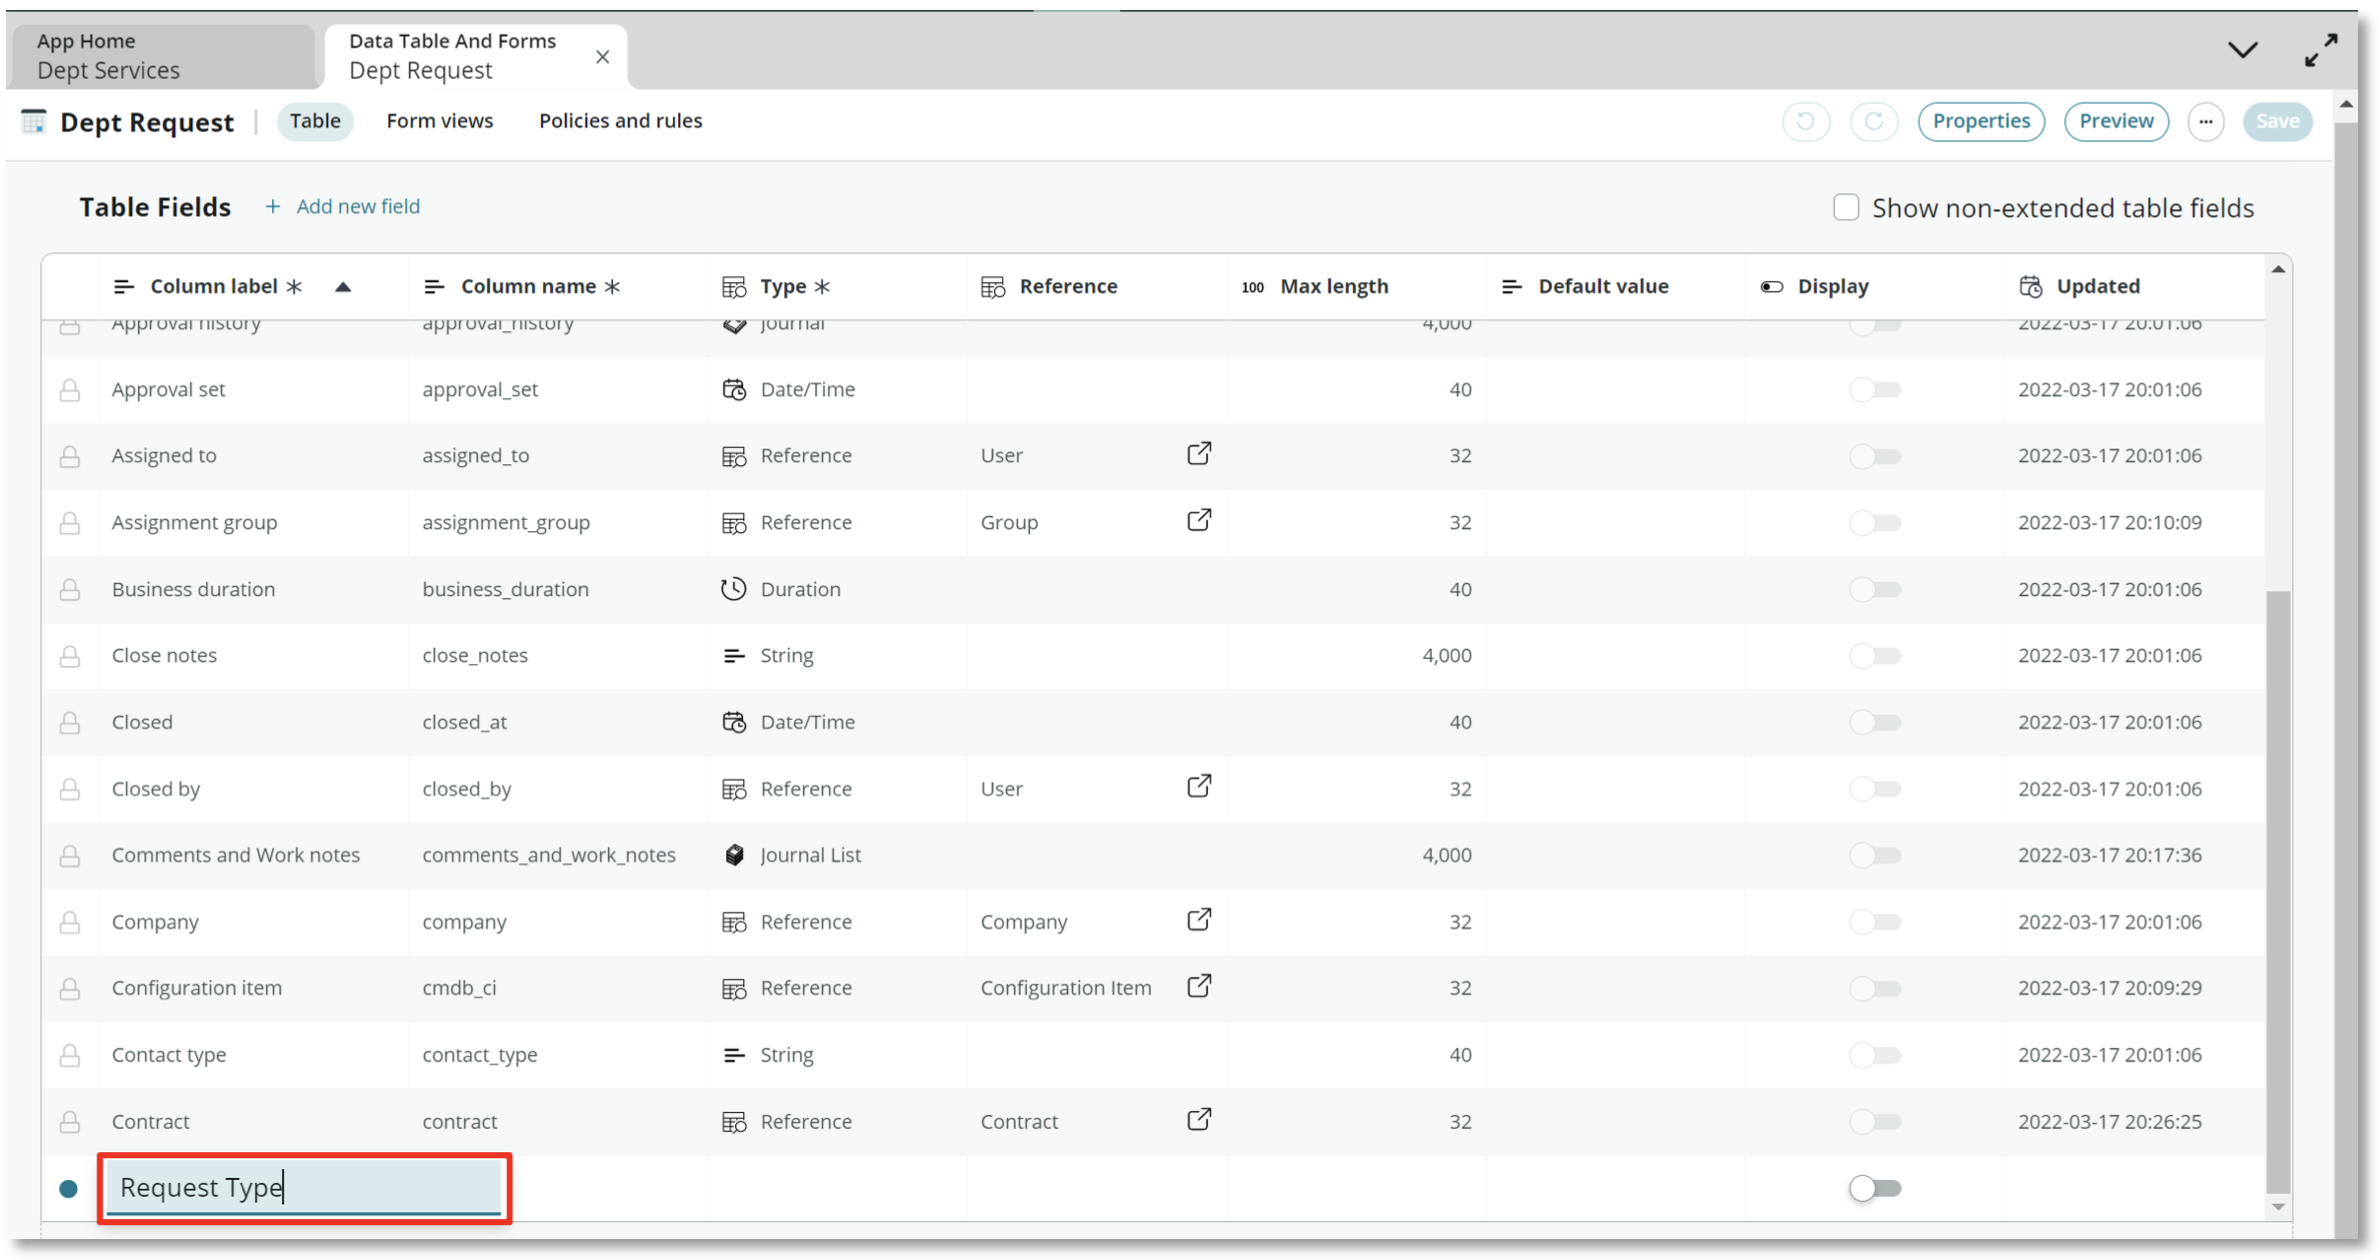 App Home
Dept Services
Data Table And Forms
Dept Request
Dept Request
Table
Form views
Policies and rules
Properties
Preview
...
Save
Table Fields
+ Add new field
Show non-extended table fields
Column label * Column name * Type * Reference 100 Max length Default value Display Updated
Approval history approval_history Journal 4,000 2022-03-17 20:01:06
Approval set approval_set Date/Time 40 2022-03-17 20:01:06
Assigned to assigned_to Reference User 32 2022-03-17 20:01:06
Assignment group assignment_group Reference Group 32 2022-03-17 20:10:09
Business duration business_duration Duration 40 2022-03-17 20:01:06
Close notes close_notes String 4,000 2022-03-17 20:01:06
Closed closed_at Date/Time 40 2022-03-17 20:01:06
Closed by closed_by Reference User 32 2022-03-17 20:01:06
Comments and Work notes comments_and_work_notes Journal List 4,000 2022-03-17 20:17:36
Company company Reference Company 32 2022-03-17 20:01:06
Configuration item cmdb_ci Reference Configuration Item 32 2022-03-17 20:09:29
Contact type contact_type String 40 2022-03-17 20:01:06
Contract contract Reference Contract 32 2022-03-17 20:26:25
Request Type